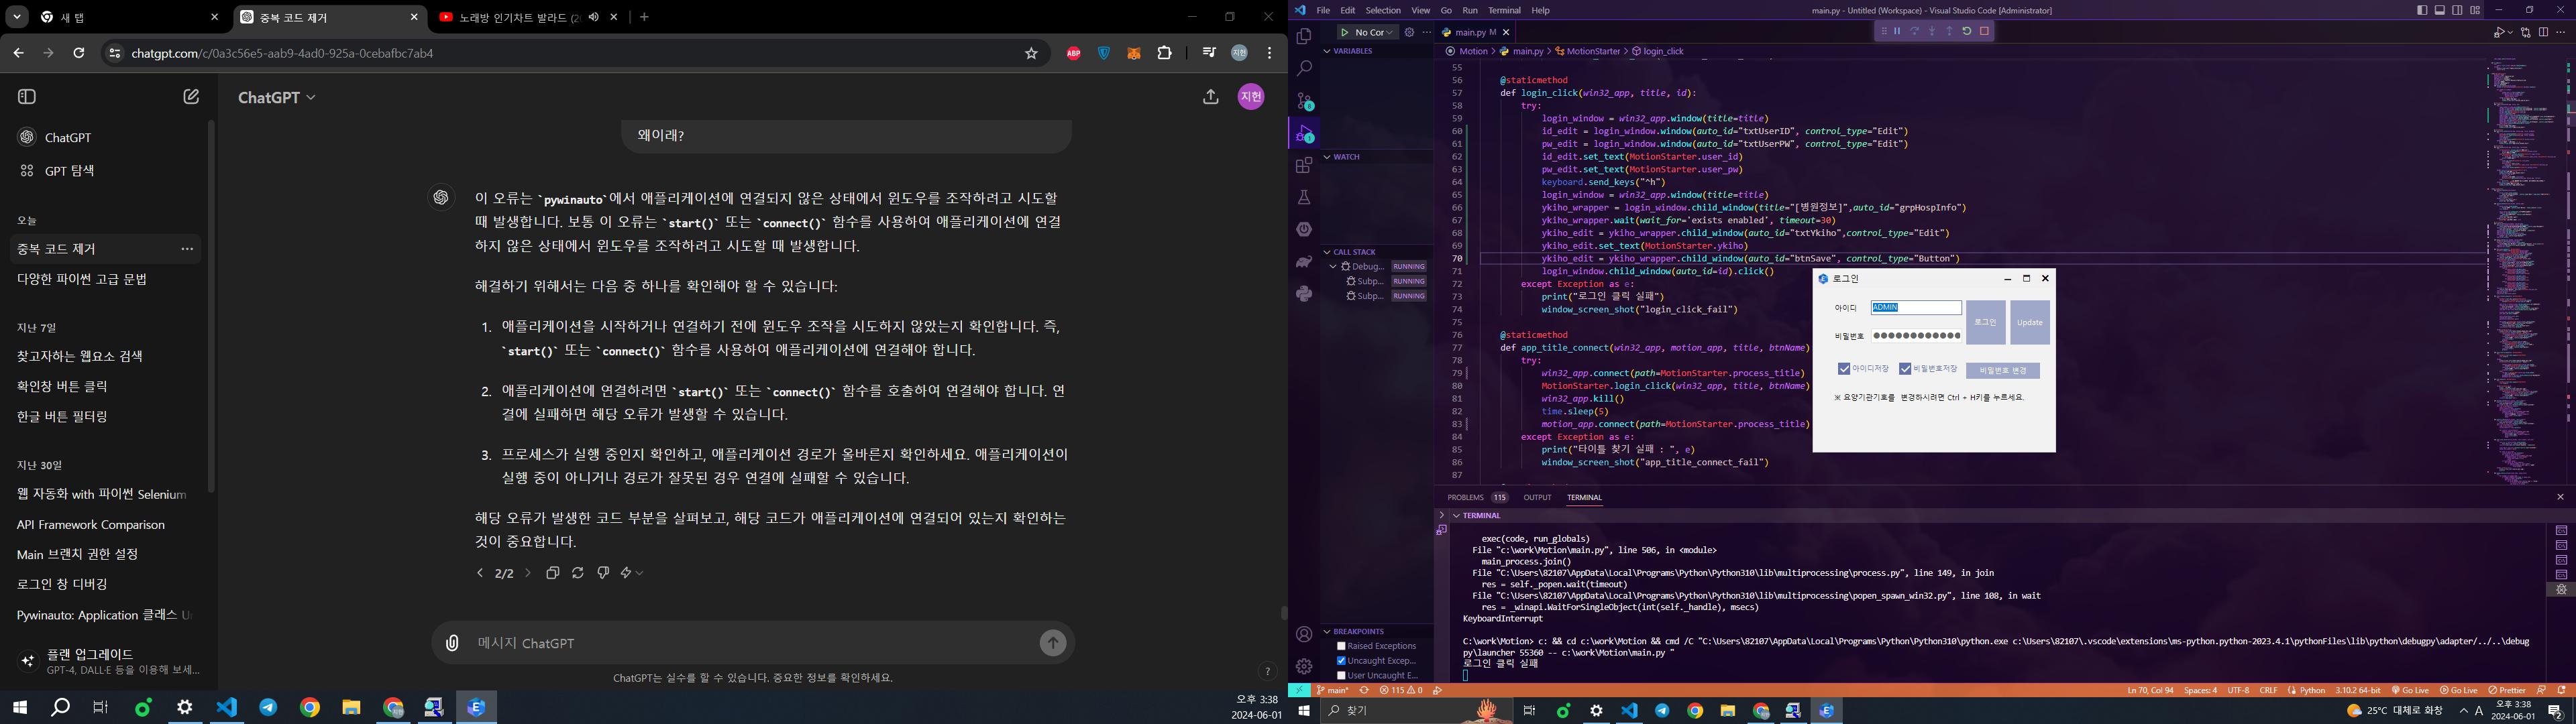 새 탭
중복 코드 제거
노래방 인기차트 발라드 (20
chatgpt.com/c/0a3c56e5-aab9-4ad0-925a-0cebafbc7ab4
ChatGPT
지헌
ChatGPT
GPT 탐색
오늘
중복 코드 제거
다양한 파이썬 고급 문법
지난 7일
찾고자하는 웹요소 검색
확인창 버튼 클릭
한글 버튼 필터링
지난 30일
웹 자동화 with 파이썬 Selenium
API Framework Comparison
Main 브랜치 권한 설정
로그인 창 디버깅
Pywinauto: Application 클래스 U
플랜 업그레이드
GPT-4, DALL·E 등을 이용해 보세...
왜이래?
이 오류는 `pywinauto`에서 애플리케이션에 연결되지 않은 상태에서 윈도우를 조작하려고 시도할
때 발생합니다. 보통 이 오류는 `start()` 또는 `connect()` 함수를 사용하여 애플리케이션에 연결
하지 않은 상태에서 윈도우를 조작하려고 시도할 때 발생합니다.
해결하기 위해서는 다음 중 하나를 확인해야 할 수 있습니다:
1. 애플리케이션을 시작하거나 연결하기 전에 윈도우 조작을 시도하지 않았는지 확인합니다. 즉,
`start()` 또는 `connect()` 함수를 사용하여 애플리케이션에 연결해야 합니다.
2. 애플리케이션에 연결하려면 `start()` 또는 `connect()` 함수를 호출하여 연결해야 합니다. 연
결에 실패하면 해당 오류가 발생할 수 있습니다.
3. 프로세스가 실행 중인지 확인하고, 애플리케이션 경로가 올바른지 확인하세요. 애플리케이션이
실행 중이 아니거나 경로가 잘못된 경우 연결에 실패할 수 있습니다.
해당 오류가 발생한 코드 부분을 살펴보고, 해당 코드가 애플리케이션에 연결되어 있는지 확인하는
것이 중요합니다.
2/2
메시지 ChatGPT
ChatGPT는 실수를 할 수 있습니다. 중요한 정보를 확인하세요.
?
오후 3:38
2024-06-01
File Edit Selection View Go Run Terminal Help
main.py - Untitled (Workspace) - Visual Studio Code [Administrator]
No Cor
main.py M
Motion > main.py > MotionStarter > login_click
VARIABLES
WATCH
CALL STACK
Debug... RUNNING
Subp... RUNNING
Subp... RUNNING
BREAKPOINTS
Raised Exceptions
Uncaught Excep...
User Uncaught E...
55
56 @staticmethod
57 def login_click(win32_app, title, id):
58 try:
59 login_window = win32_app.window(title=title)
60 id_edit = login_window.window(auto_id="txtUserID", control_type="Edit")
61 pw_edit = login_window.window(auto_id="txtUserPW", control_type="Edit")
62 id_edit.set_text(MotionStarter.user_id)
63 pw_edit.set_text(MotionStarter.user_pw)
64 keyboard.send_keys("^h")
65 login_window = win32_app.window(title=title)
66 ykiho_wrapper = login_window.child_window(title="[병원정보]",auto_id="grpHospInfo")
67 ykiho_wrapper.wait(wait_for='exists enabled', timeout=30)
68 ykiho_edit = ykiho_wrapper.child_window(auto_id="txtYkiho",control_type="Edit")
69 ykiho_edit.set_text(MotionStarter.ykiho)
70 ykiho_edit = ykiho_wrapper.child_window(auto_id="btnSave", control_type="Button")
71 login_window.child_window(auto_id=id).click()
72 except Exception as e:
73 print("로그인 클릭 실패")
74 window_screen_shot("login_click_fail")
75
76 @staticmethod
77 def app_title_connect(win32_app, motion_app, title, btnName)
78 try:
79 win32_app.connect(path=MotionStarter.process_title)
80 MotionStarter.login_click(win32_app, title, btnName)
81 win32_app.kill()
82 time.sleep(5)
83 motion_app.connect(path=MotionStarter.process_title)
84 except Exception as e:
85 print("타이틀 찾기 실패 : ", e)
86 window_screen_shot("app_title_connect_fail")
87
로그인
아이디 ADMIN
비밀번호
로그인
Update
아이디저장
비밀번호저장
비밀번호 변경
※ 요양기관기호를 변경하시려면 Ctrl + H키를 누르세요.
PROBLEMS 115 OUTPUT TERMINAL
TERMINAL
exec(code, run_globals)
File "c:\work\Motion\main.py", line 506, in <module>
main_process.join()
File "C:\Users\82107\AppData\Local\Programs\Python\Python310\lib\multiprocessing\process.py", line 149, in join
res = self._popen.wait(timeout)
File "C:\Users\82107\AppData\Local\Programs\Python\Python310\lib\multiprocessing\popen_spawn_win32.py", line 108, in wait
res = _winapi.WaitForSingleObject(int(self._handle), msecs)
KeyboardInterrupt
C:\work\Motion> c: && cd c:\work\Motion && cmd /C "C:\Users\82107\AppData\Local\Programs\Python\Python310\python.exe c:\Users\82107\.vscode\extensions\ms-python.python-2023.4.1\pythonFiles\lib\python\debugpy\adapter/../..\debug
py\launcher 55360 -- c:\work\Motion\main.py "
로그인 클릭 실패
main* 115 0
Ln 70, Col 94 Spaces: 4 UTF-8 CRLF Python 3.10.2 64-bit Go Live Go Live Prettier
찾기
25°C 대체로 화창
A
오후 3:38
2024-06-01